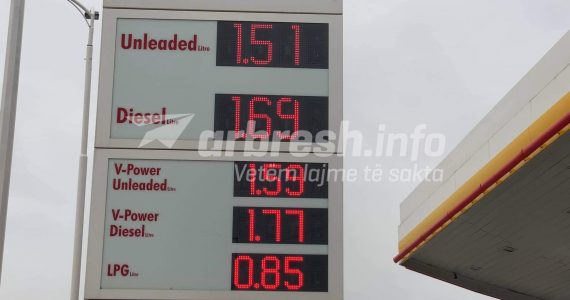 Unleaded Litre 1.51
Diesel Litre 1.69
arbresh.info
Vetëm lajme të sakta
V-Power
Unleaded Litre 1.59
V-Power
Diesel Litre 1.77
LPG Litre 0.85